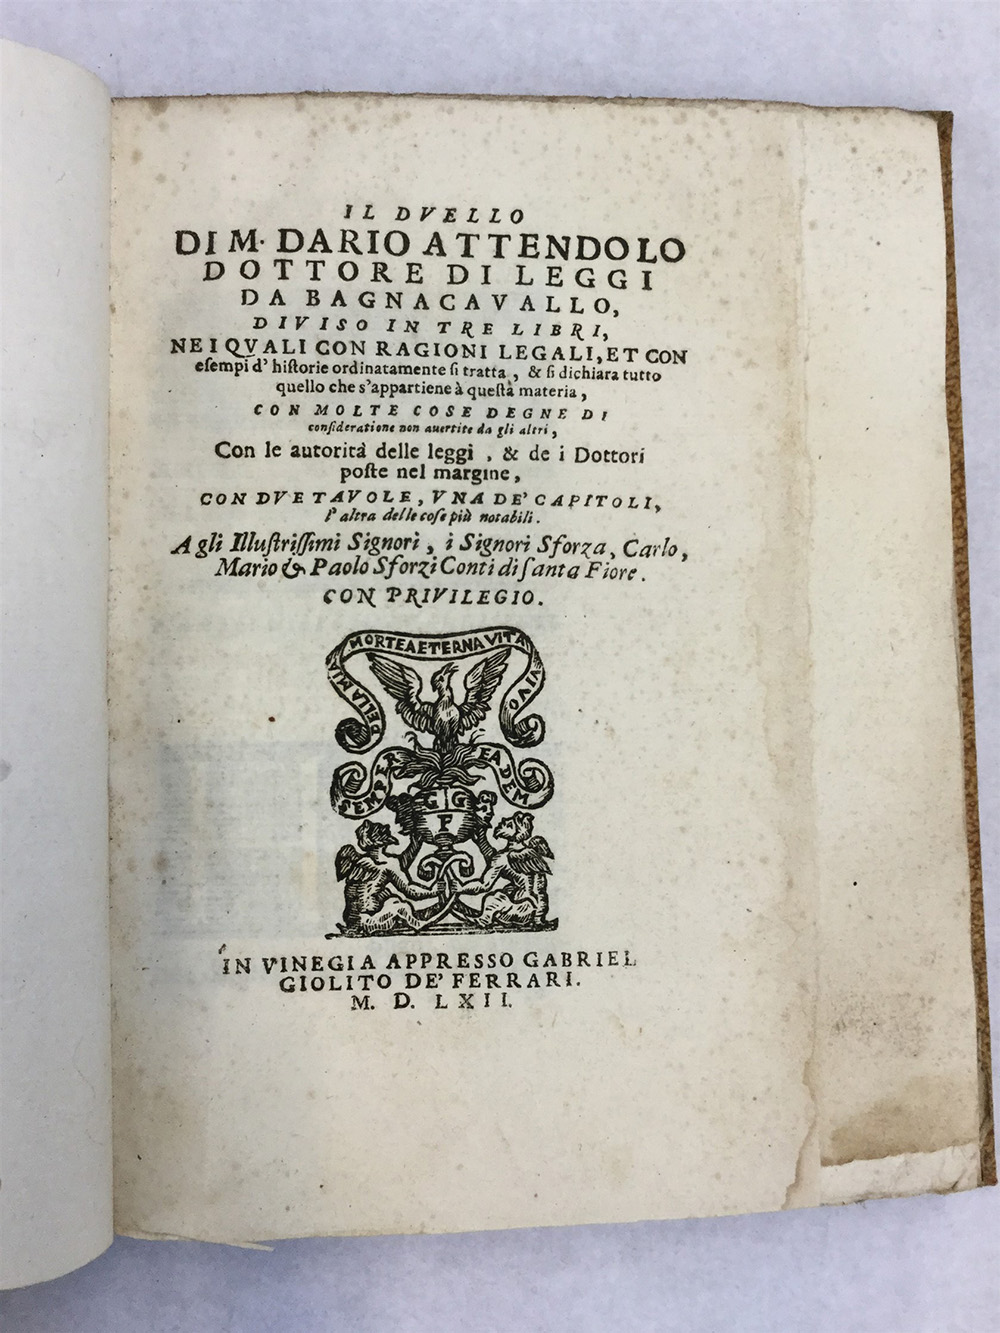 IL DVELLO
DI M. DARIO ATTENDOLO
DOTTORE DI LEGGI
DA BAGNACAVALLO,
DIVISO IN TRE LIBRI,
NE I QVALI CON RAGIONI LEGALI, ET CON
eſempi d' hiſtorie ordinatamente ſi tratta, & ſi dichiara tutto
quello che s'appartiene à queſta materia,
CON MOLTE COSE DEGNE DI
conſideratione non auertite da gli altri,
Con le autorità delle leggi, & de i Dottori
poſte nel margine,
CON DVE TAVOLE, VNA DE' CAPITOLI,
l' altra delle coſe più notabili.
A gli Illuſtriſſimi Signori, i Signori Sforza, Carlo,
Mario & Paolo Sforzi Conti di ſanta Fiore.
CON PRIVILEGIO.
DELLA MIA MORTE AETERNA VITA VIVO
SEMPER EADEM
G G
F
IN VINEGIA APPRESSO GABRIEL
GIOLITO DE' FERRARI.
M. D. LXII.